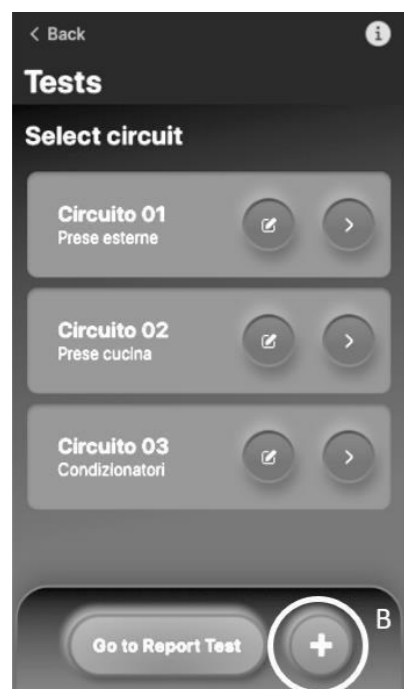 < Back
Tests
Select circuit
Circuito 01
Prese esterne
Circuito 02
Prese cucina
Circuito 03
Condizionatori
Go to Report Test
+
B